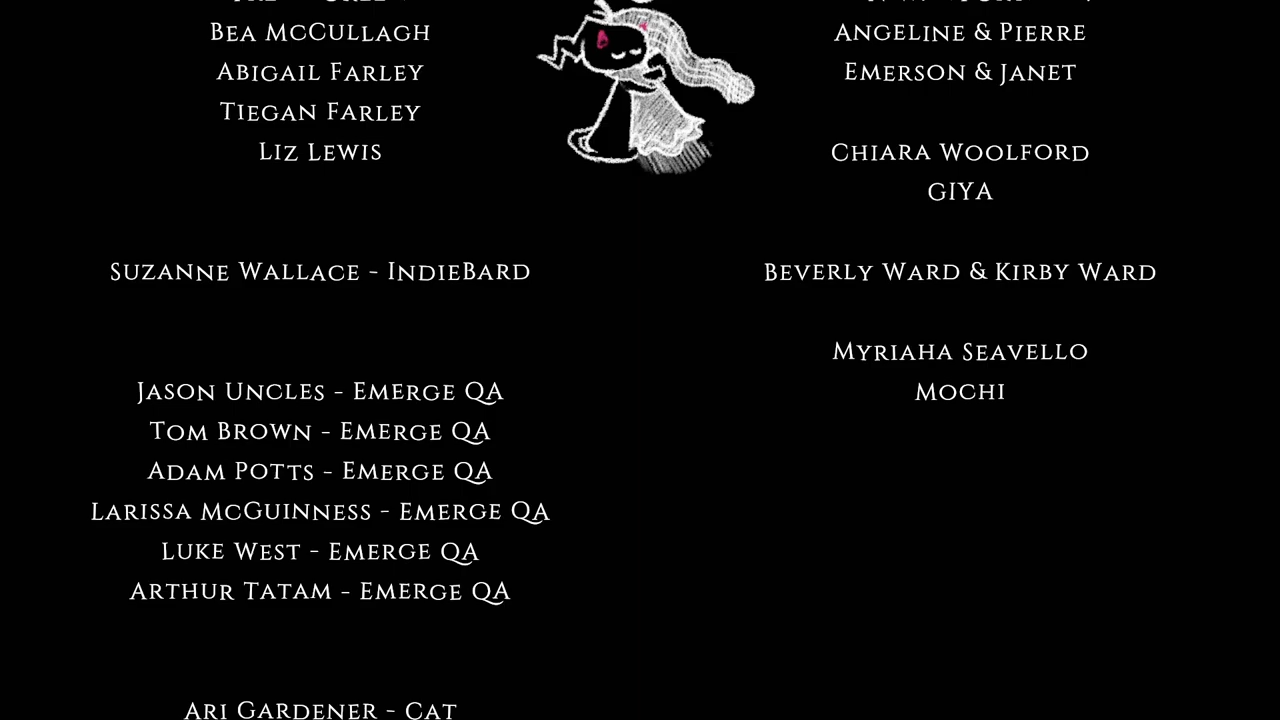 Bea McCullagh
Abigail Farley
Tiegan Farley
Liz Lewis
Suzanne Wallace - IndieBard
Jason Uncles - Emerge QA
Tom Brown - Emerge QA
Adam Potts - Emerge QA
Larissa McGuinness - Emerge QA
Luke West - Emerge QA
Arthur Tatam - Emerge QA
Ari Gardener - Cat
Angeline & Pierre
Emerson & Janet
Chiara Woolford
GIYA
Beverly Ward & Kirby Ward
Myriaha Seavello
Mochi